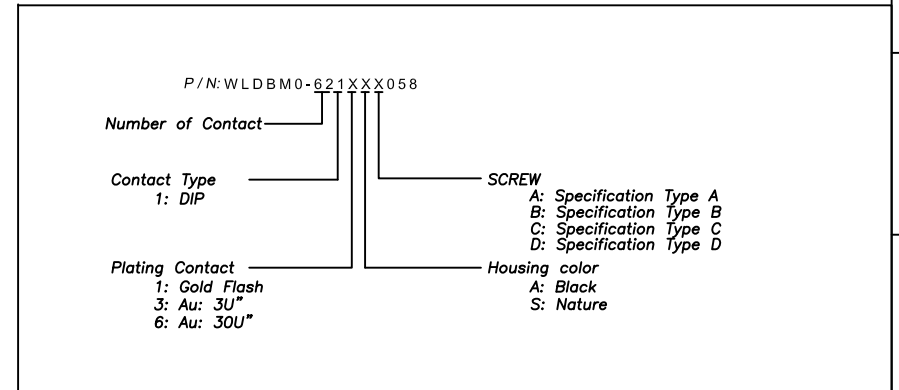 P/N:WLDBM0-621XXX058
Number of Contact
Contact Type
1: DIP
SCREW
A: Specification Type A
B: Specification Type B
C: Specification Type C
D: Specification Type D
Plating Contact
1: Gold Flash
3: Au: 3U"
6: Au: 30U"
Housing color
A: Black
S: Nature